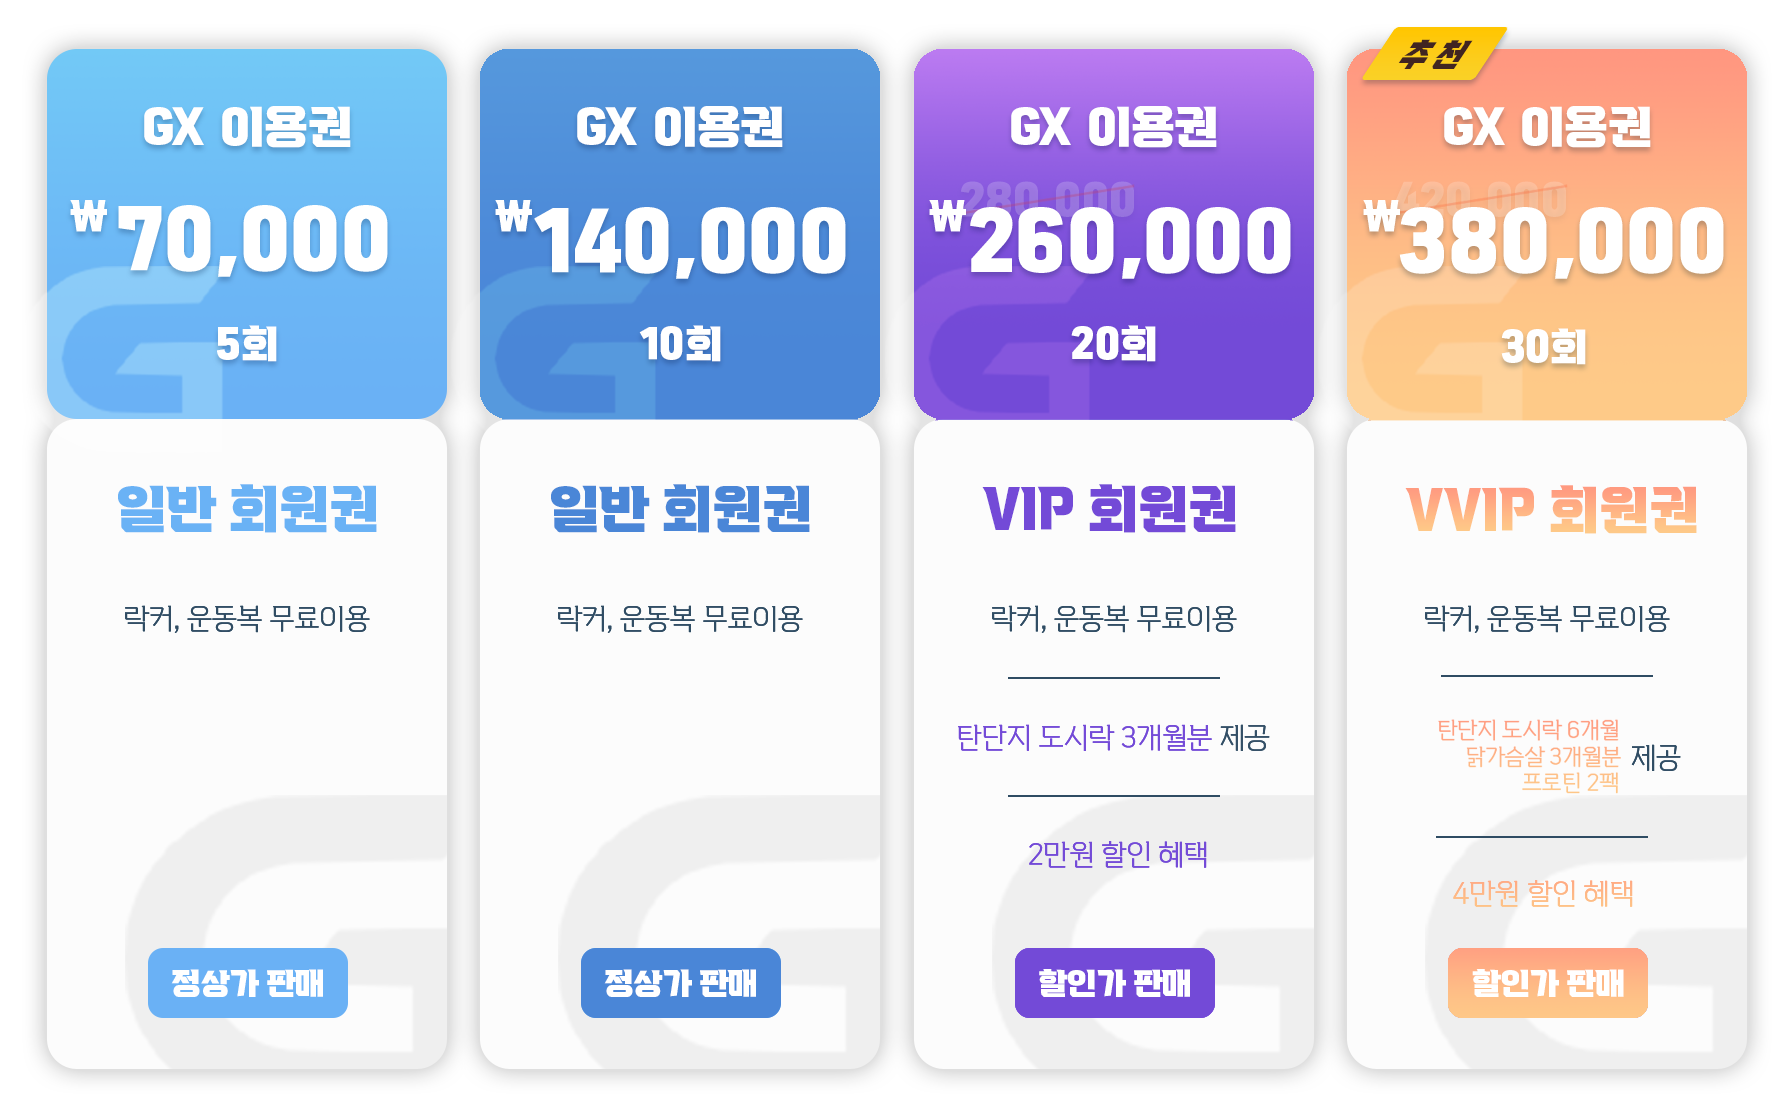 GX 이용권
₩70,000
5회
일반 회원권
락커, 운동복 무료이용
정상가 판매
GX 이용권
₩140,000
10회
일반 회원권
락커, 운동복 무료이용
정상가 판매
GX 이용권
280,000
₩260,000
20회
VIP 회원권
락커, 운동복 무료이용
탄단지 도시락 3개월분 제공
2만원 할인 혜택
할인가 판매
추천
GX 이용권
420,000
₩380,000
30회
VVIP 회원권
락커, 운동복 무료이용
탄단지 도시락 6개월
닭가슴살 3개월분 제공
프로틴 2팩
4만원 할인 혜택
할인가 판매